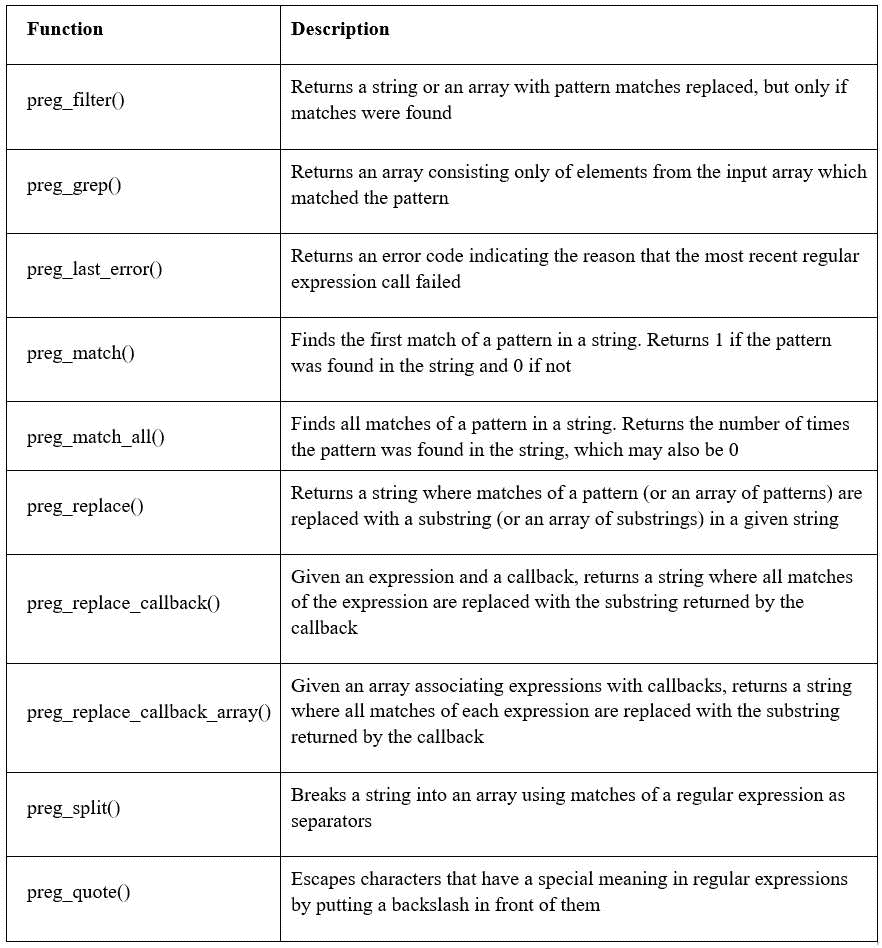 Function
Description
preg_filter()
Returns a string or an array with pattern matches replaced, but only if
matches were found
preg_grep()
Returns an array consisting only of elements from the input array which
matched the pattern
preg_last_error()
Returns an error code indicating the reason that the most recent regular
expression call failed
preg_match()
Finds the first match of a pattern in a string. Returns 1 if the pattern
was found in the string and 0 if not
preg_match_all()
Finds all matches of a pattern in a string. Returns the number of times
the pattern was found in the string, which may also be 0
preg_replace()
Returns a string where matches of a pattern (or an array of patterns) are
replaced with a substring (or an array of substrings) in a given string
preg_replace_callback()
Given an expression and a callback, returns a string where all matches
of the expression are replaced with the substring returned by the
callback
preg_replace_callback_array()
Given an array associating expressions with callbacks, returns a string
where all matches of each expression are replaced with the substring
returned by the callback
preg_split()
Breaks a string into an array using matches of a regular expression as
separators
preg_quote()
Escapes characters that have a special meaning in regular expressions
by putting a backslash in front of them